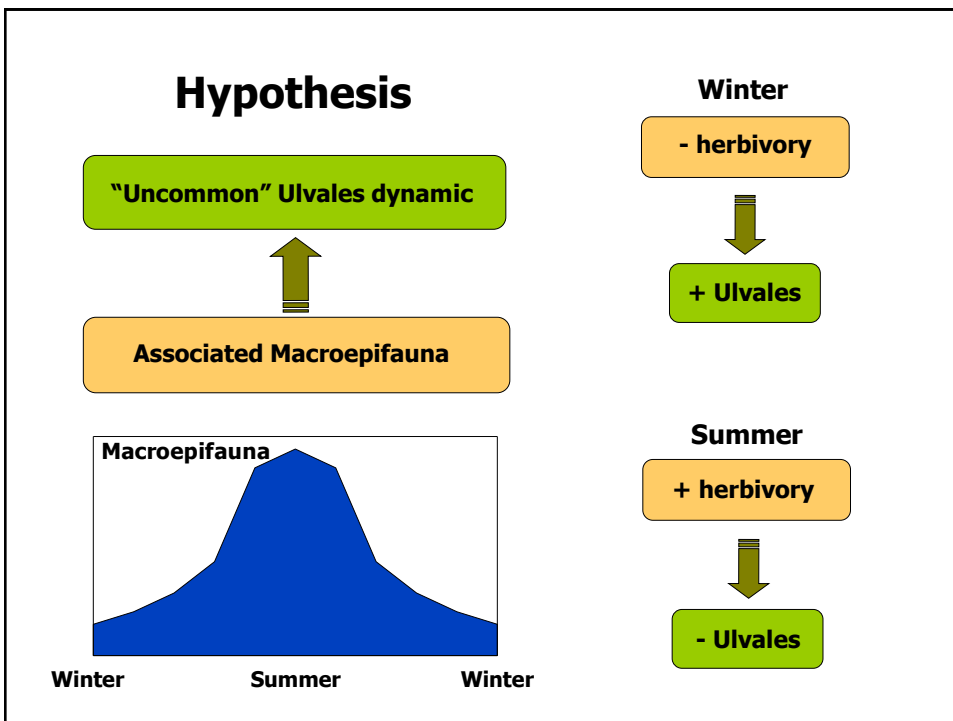 Hypothesis
“Uncommon” Ulvales dynamic
Associated Macroepifauna
Macroepifauna
Winter Summer Winter
Winter
- herbivory
+ Ulvales
Summer
+ herbivory
- Ulvales